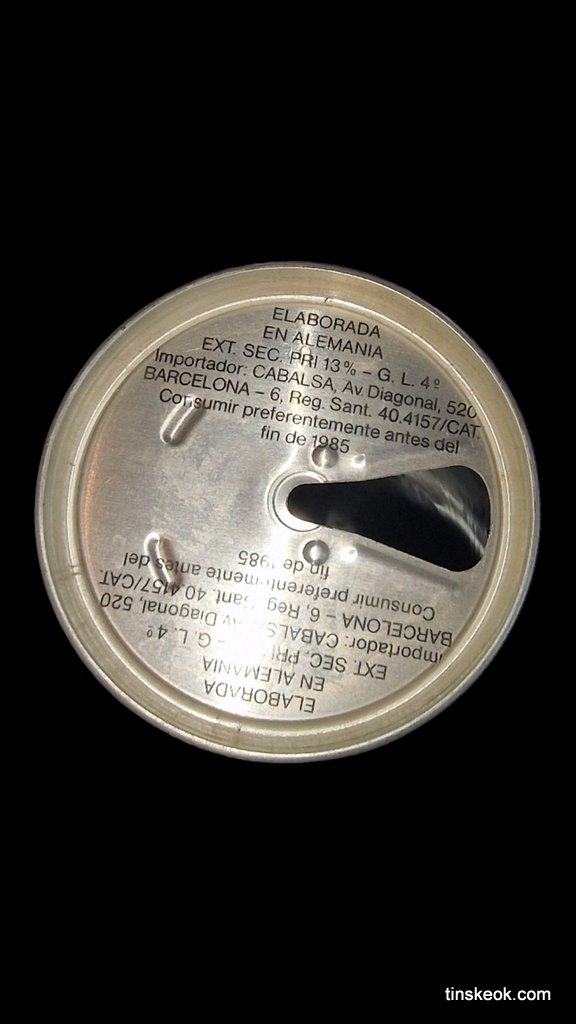 ELABORADA
EN ALEMANIA
EXT. SEC. PRI 13% – G. L. 4º
Importador: CABALSA, Av. Diagonal, 520
BARCELONA – 6, Reg. Sant. 40.4157/CAT.
Consumir preferentemente antes del
fin de 1985
ELABORADA
EN ALEMANIA
EXT. SEC. PRI – G. L. 4º
Importador: Av. Diagonal, 520
BARCELONA – 6, Reg. Sant. 40.4157/CAT.
Consumir preferentemente antes del
fin de 1985
tinskeok.com